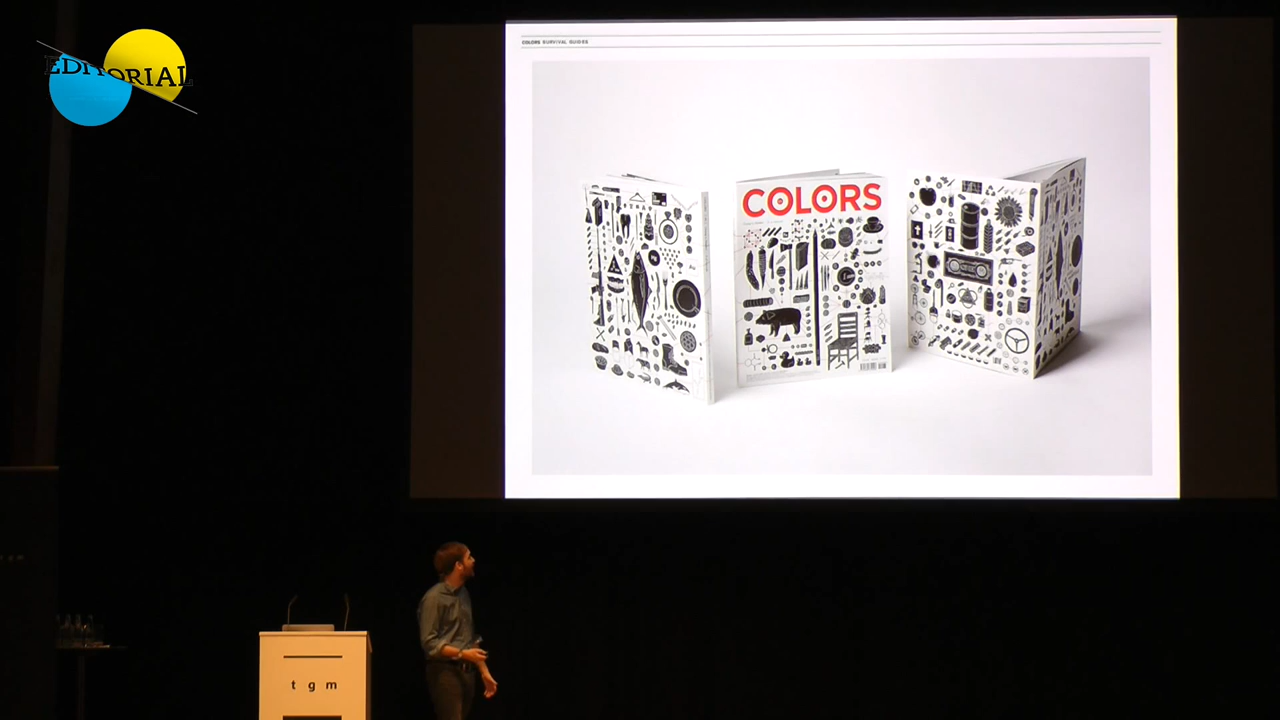 EDITORIAL
COLORS SURVIVAL GUIDES
COLORS
t g m